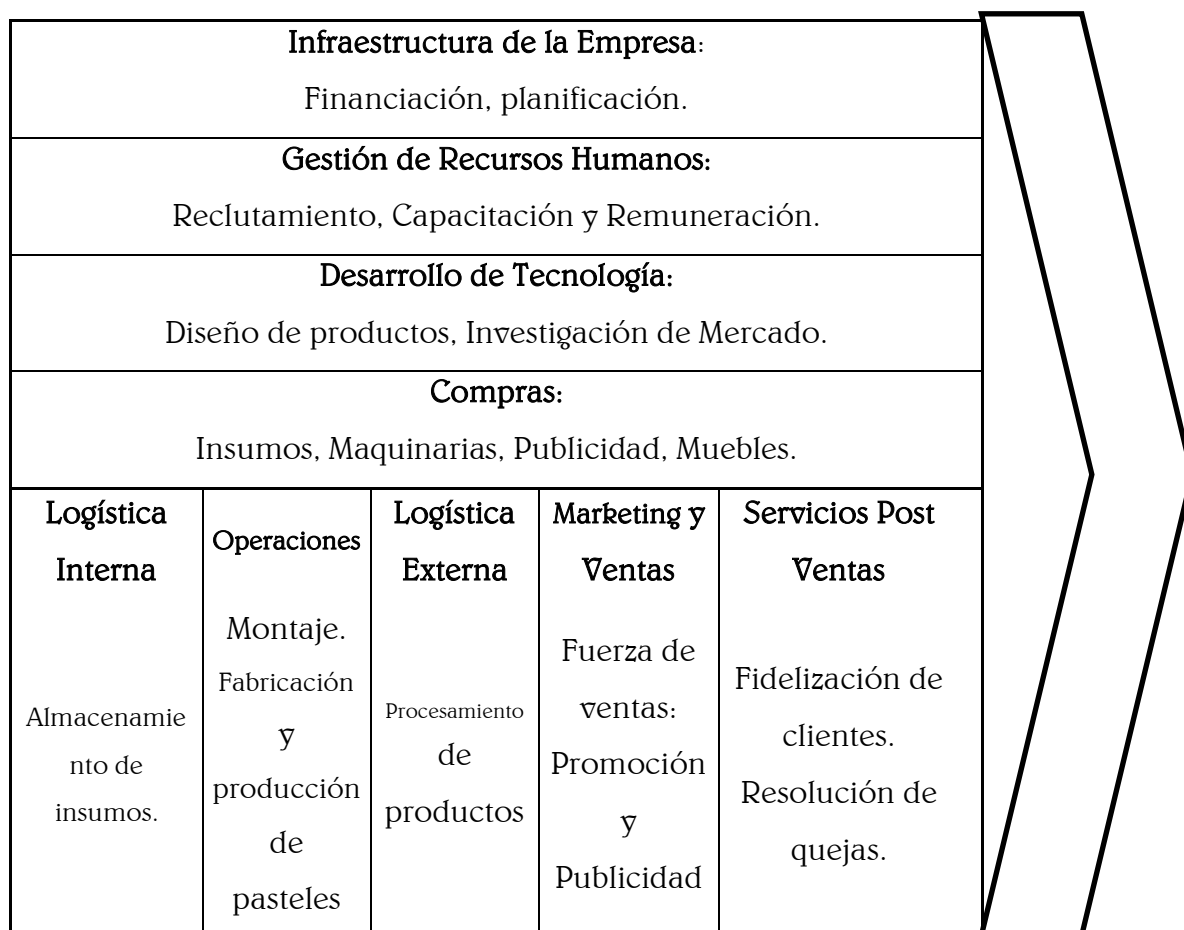 Infraestructura de la Empresa:
Financiación, planificación.
Gestión de Recursos Humanos:
Reclutamiento, Capacitación y Remuneración.
Desarrollo de Tecnología:
Diseño de productos, Investigación de Mercado.
Compras:
Insumos, Maquinarias, Publicidad, Muebles.
Logística
Interna
Almacenamie
nto de
insumos.
Operaciones
Montaje.
Fabricación
y
producción
de
pasteles
Logística
Externa
Procesamiento
de
productos
Marketing y
Ventas
Fuerza de
ventas:
Promoción
y
Publicidad
Servicios Post
Ventas
Fidelización de
clientes.
Resolución de
quejas.